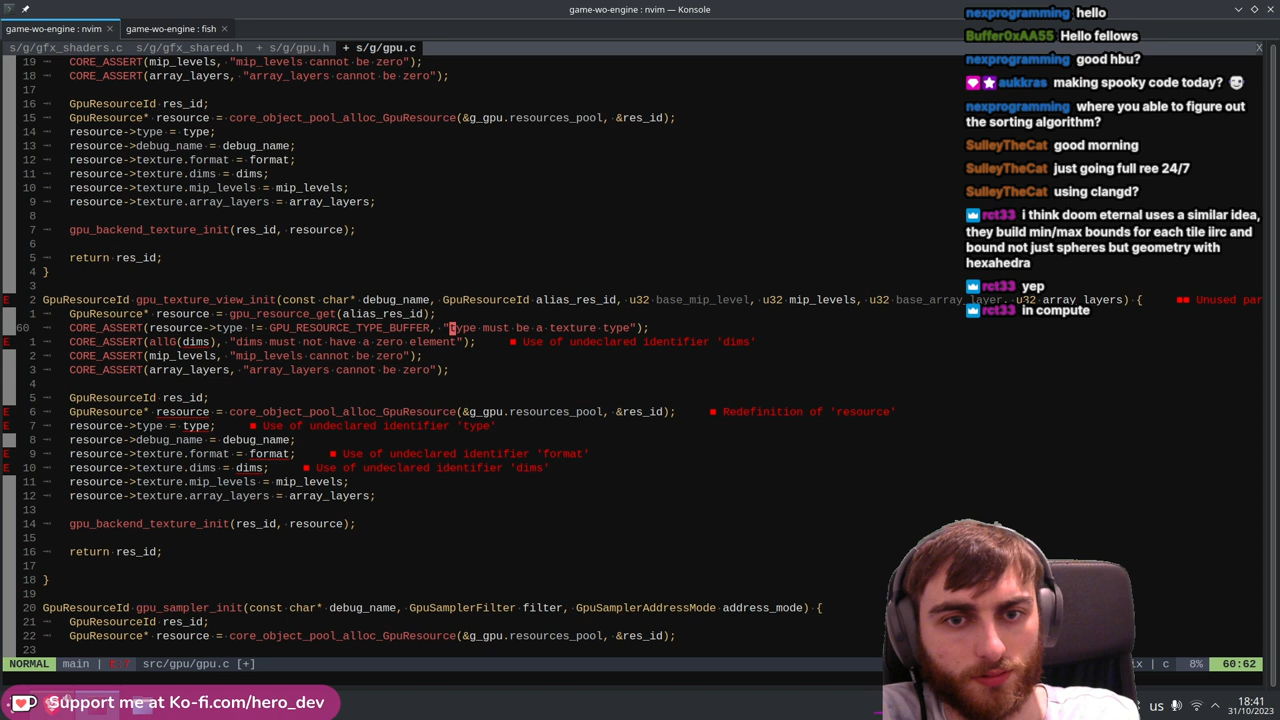 game-wo-engine : nvim — Konsole
game-wo-engine : nvim
game-wo-engine : fish
s/g/gfx_shaders.c s/g/gfx_shared.h + + s/g/gpu.c X
19 CORE_ASSERT(mip_levels, "mip_levels cannot be zero");
18 CORE_ASSERT(array_layers, "array_layers cannot be zero");
17
16 GpuResourceId res_id;
15 GpuResource* resource = core_object_pool_alloc_GpuResource(&g_gpu.resources_pool, &res_id);
14 resource->type = type;
13 resource->debug_name = debug_name;
12 resource->texture.format = format;
11 resource->texture.dims = dims;
10 resource->texture.mip_levels = mip_levels;
9 resource->texture.array_layers = array_layers;
8
7 gpu_backend_texture_init(res_id, resource);
6
5 return res_id;
4 }
3
E 2 GpuResourceId gpu_texture_view_init(const char* debug_name, GpuResourceId alias_res_id, u32 base_mip_level, u32 mip_levels, u32 base_array_layer, u32 array_layers) { ■■ Unused par
1 GpuResource* resource = gpu_resource_get(alias_res_id);
60 CORE_ASSERT(resource->type != GPU_RESOURCE_TYPE_BUFFER, "type must be a texture type");
E 1 CORE_ASSERT(allG(dims), "dims must not have a zero element"); ■ Use of undeclared identifier 'dims'
2 CORE_ASSERT(mip_levels, "mip_levels cannot be zero");
3 CORE_ASSERT(array_layers, "array_layers cannot be zero");
4
5 GpuResourceId res_id;
E 6 GpuResource* resource = core_object_pool_alloc_GpuResource(&g_gpu.resources_pool, &res_id); ■ Redefinition of 'resource'
E 7 resource->type = type; ■ Use of undeclared identifier 'type'
8 resource->debug_name = debug_name;
E 9 resource->texture.format = format; ■ Use of undeclared identifier 'format'
E 10 resource->texture.dims = dims; ■ Use of undeclared identifier 'dims'
11 resource->texture.mip_levels = mip_levels;
12 resource->texture.array_layers = array_layers;
13
14 gpu_backend_texture_init(res_id, resource);
15
16 return res_id;
17
18 }
19
20 GpuResourceId gpu_sampler_init(const char* debug_name, GpuSamplerFilter filter, GpuSamplerAddressMode address_mode) {
21 GpuResourceId res_id;
22 GpuResource* resource = core_object_pool_alloc_GpuResource(&g_gpu.resources_pool, &res_id);
23
NORMAL main | E:7 src/gpu/gpu.c [+] | c 8% 60:62
nexprogramming hello
Buffer0xAA55 Hello fellows
nexprogramming good hbu?
aukkras making spooky code today?
nexprogramming where you able to figure out
the sorting algorithm?
SulleyTheCat good morning
SulleyTheCat just going full ree 24/7
SulleyTheCat using clangd?
rct33 i think doom eternal uses a similar idea,
they build min/max bounds for each tile iirc and
bound not just spheres but geometry with
hexahedra
rct33 yep
rct33 in compute
Support me at Ko-fi.com/hero_dev
us
18:41
31/10/2023